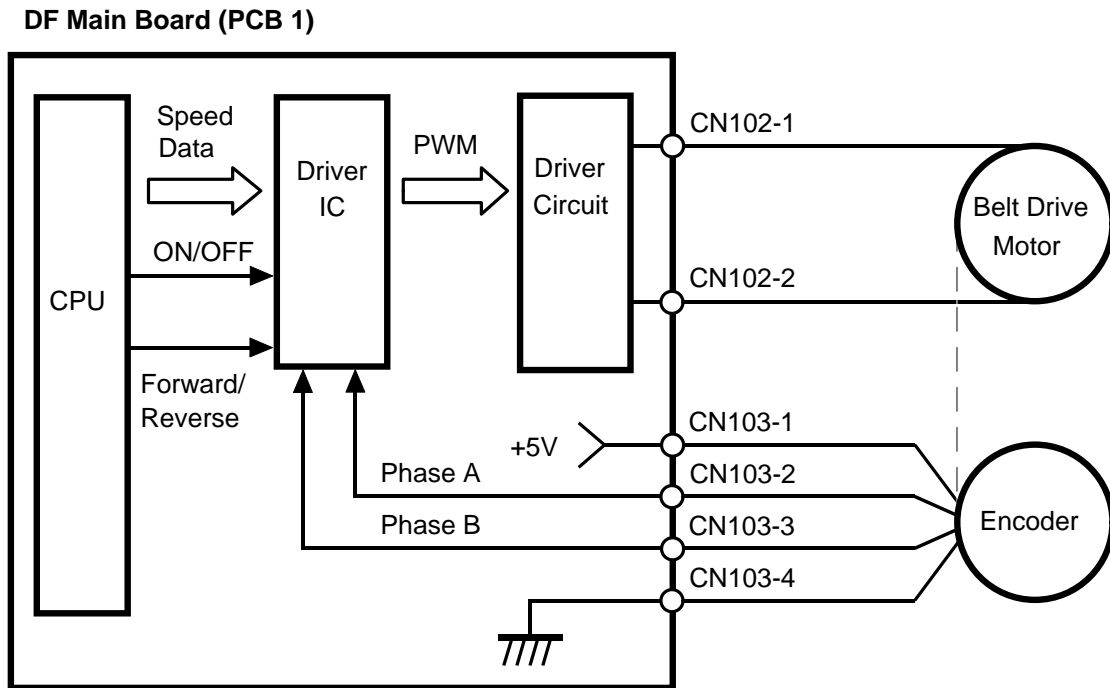 DF Main Board (PCB 1)
Speed
Data
Driver
IC
PWM
Driver
Circuit
CN102-1
Belt Drive
Motor
ON/OFF
CPU
CN102-2
Forward/
Reverse
+5V
CN103-1
Phase A
CN103-2
Phase B
CN103-3
Encoder
CN103-4